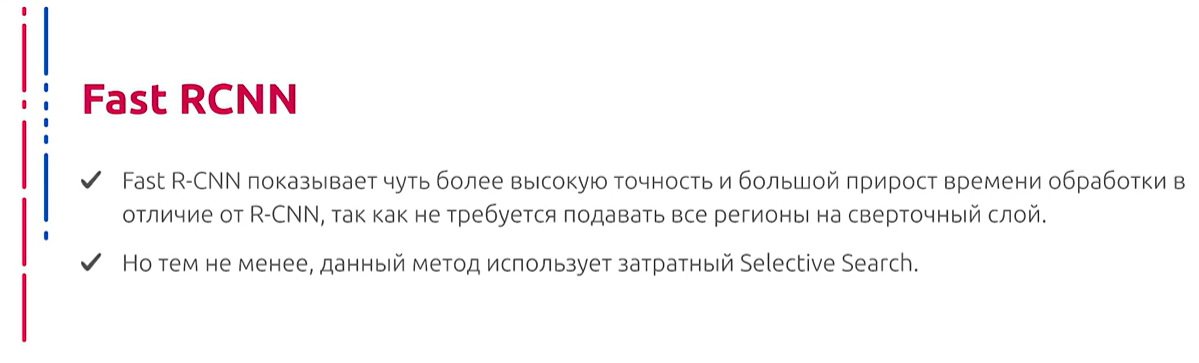 Fast RCNN
Fast R-CNN показывает чуть более высокую точность и большой прирост времени обработки в
отличие от R-CNN, так как не требуется подавать все регионы на сверточный слой.
Но тем не менее, данный метод использует затратный Selective Search.